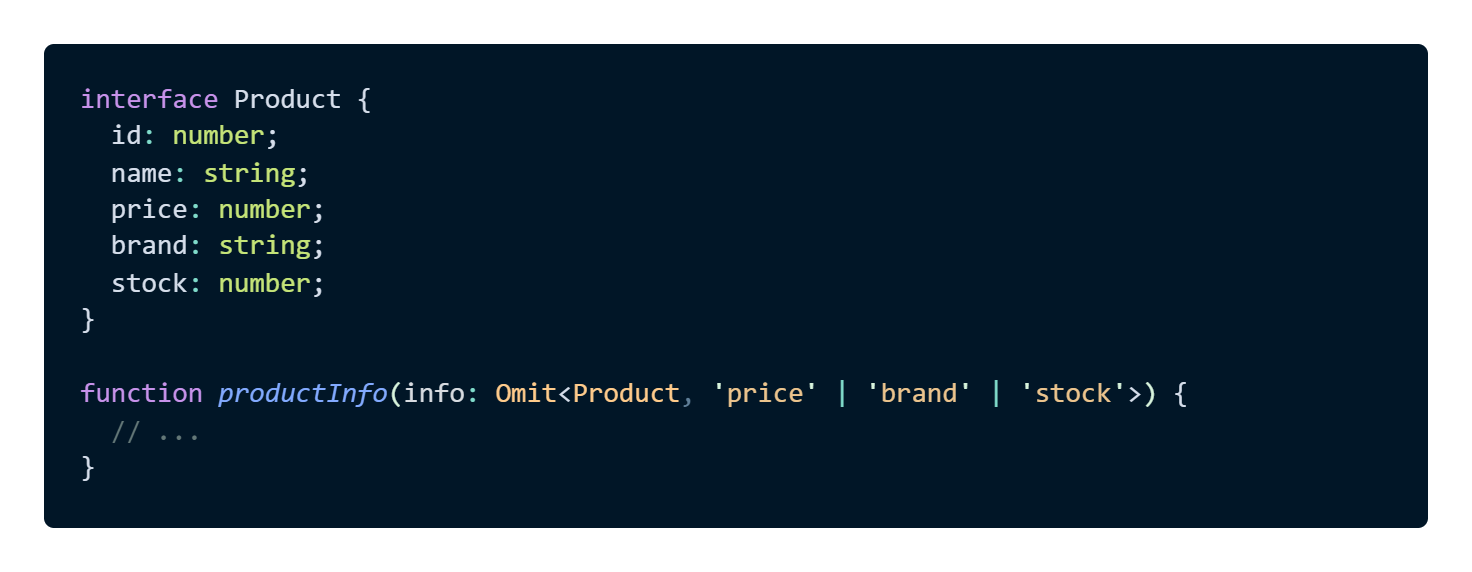 interface Product {
  id: number;
  name: string;
  price: number;
  brand: string;
  stock: number;
}

function productInfo(info: Omit<Product, 'price' | 'brand' | 'stock'>) {
  // ...
}